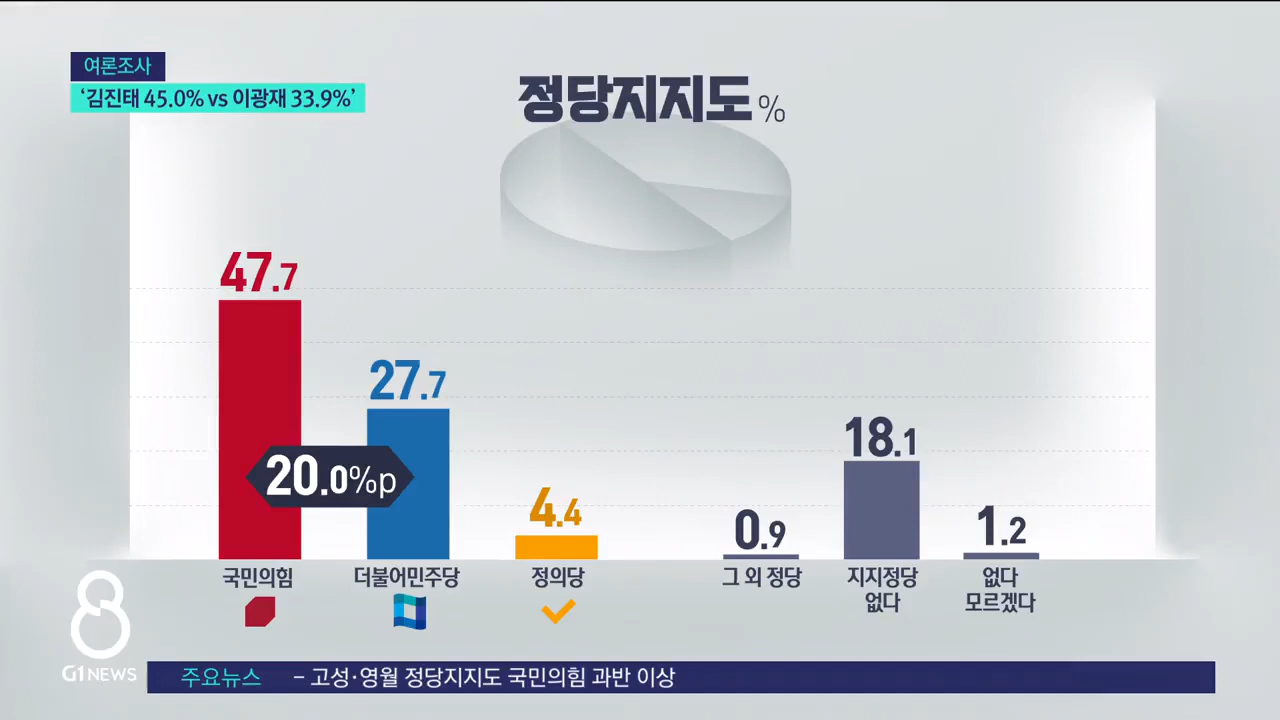 여론조사
‘김진태 45.0% vs 이광재 33.9%’
정당지지도 %
47.7
27.7
20.0%p
4.4
0.9
18.1
1.2
국민의힘
더불어민주당
정의당
그 외 정당
지지정당
없다
없다
모르겠다
8
G1 NEWS
주요뉴스 - 고성·영월 정당지지도 국민의힘 과반 이상